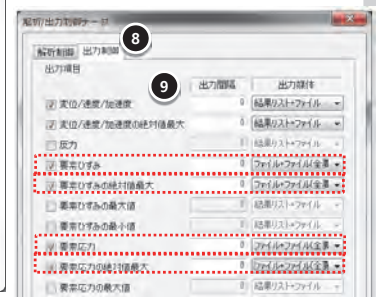 解析/出力制御データ
8
解析制御 出力制御
出力項目
9
出力間隔 出力媒体
変位/速度/加速度 0 結果リスト+ファイル
変位/速度/加速度の絶対値最大 0 結果リスト+ファイル
反力 0 結果リスト+ファイル
要素ひずみ 0 ファイル+ファイル(全要
要素ひずみの絶対値最大 0 ファイル+ファイル(全要
要素ひずみの最大値 0 結果リスト+ファイル
要素ひずみの最小値 0 結果リスト+ファイル
要素応力 0 ファイル+ファイル(全要
要素応力の絶対値最大 0 ファイル+ファイル(全要
要素応力の最大値 0 結果リスト+ファイル